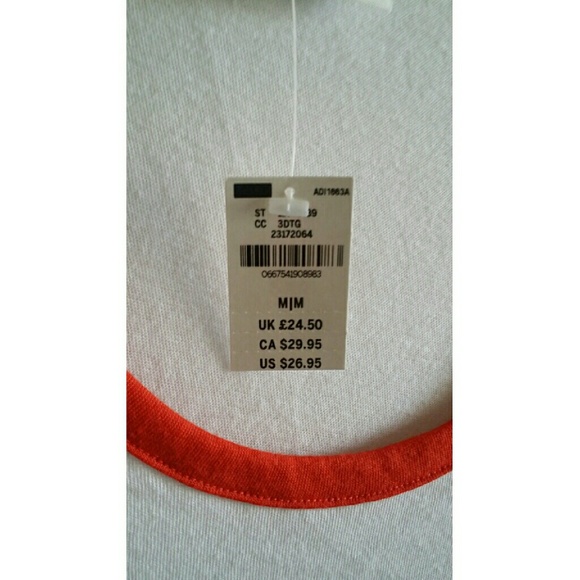 ADI1663A
ST
CC 3DTG
23172064
0667541908983
M|M
UK £24.50
CA $29.95
US $26.95